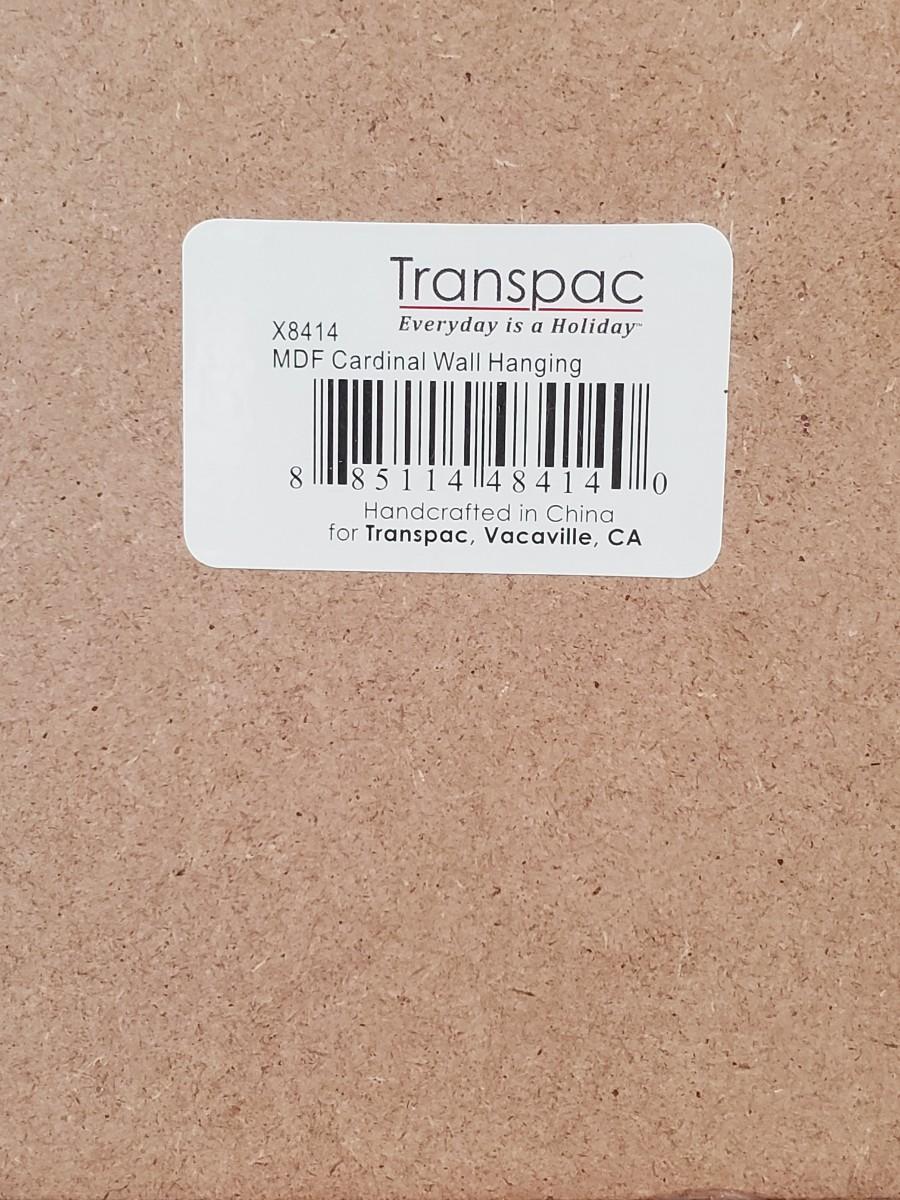 Transpac
Everyday is a Holiday™
X8414
MDF Cardinal Wall Hanging
8 85114 48414 0
Handcrafted in China
for Transpac, Vacaville, CA